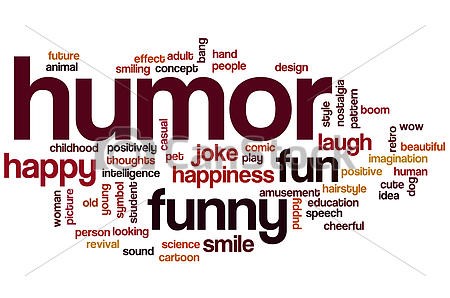 future
animal
effect
adult
bang
hand
smiling
concept
people
design
humor
style
nostalgia
pattern
boom
childhood
positively
casual
comic
laugh
retro
wow
beautiful
happy
thoughts
pet
joke
play
fun
imagination
intelligence
happiness
positive
human
woman
picture
old
young
symbol
student
funny
amusement
hairstyle
cute
dog
puppy
education
idea
speech
person
looking
cheerful
revival
sound
science
smile
cartoon